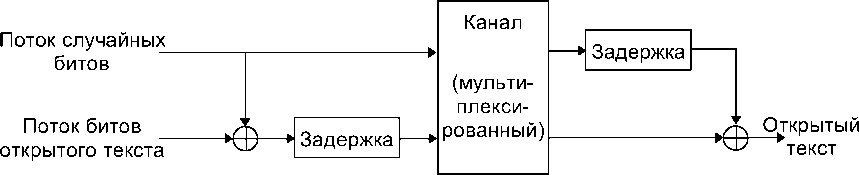 Поток случайных
битов
Поток битов
открытого текста
Задержка
Канал
(мульти-
плекси-
рованный)
Задержка
Открытый
текст